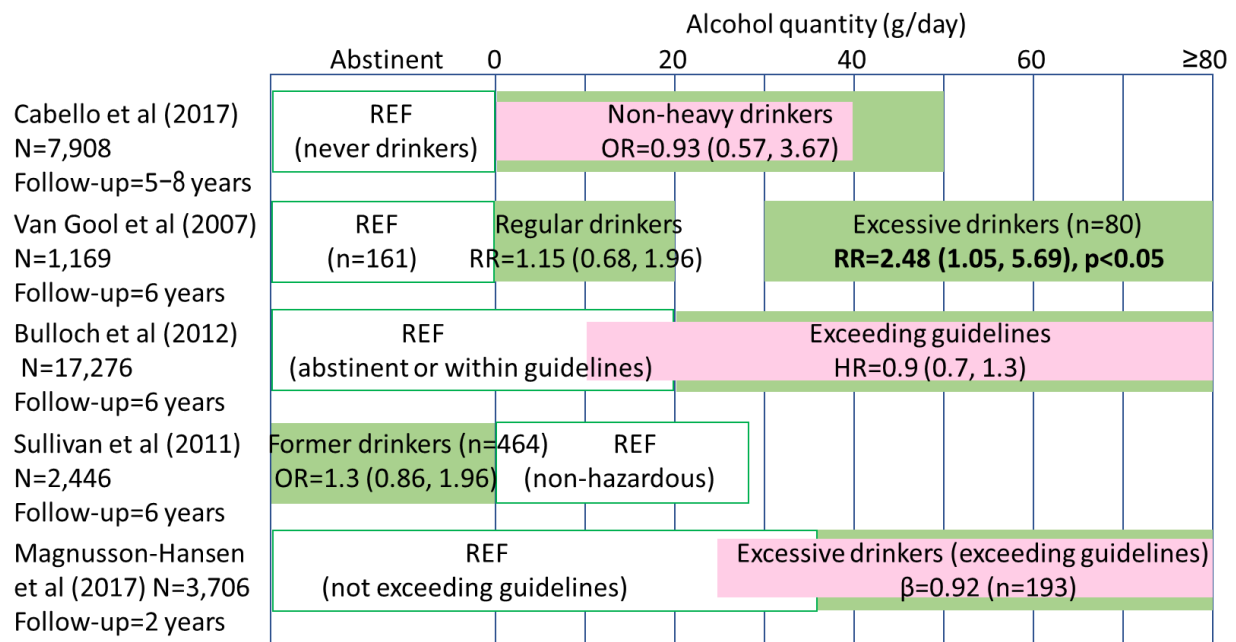 Alcohol quantity (g/day)
Abstinent 0 20 40 60 ≥80
Cabello et al (2017)
N=7,908
Follow-up=5−8 years
REF
(never drinkers)
Non-heavy drinkers
OR=0.93 (0.57, 3.67)
Van Gool et al (2007)
N=1,169
Follow-up=6 years
REF
(n=161)
Regular drinkers
RR=1.15 (0.68, 1.96)
Excessive drinkers (n=80)
RR=2.48 (1.05, 5.69), p<0.05
Bulloch et al (2012)
N=17,276
Follow-up=6 years
REF
(abstinent or within guidelines)
Exceeding guidelines
HR=0.9 (0.7, 1.3)
Sullivan et al (2011)
N=2,446
Follow-up=6 years
Former drinkers (n=464)
OR=1.3 (0.86, 1.96)
REF
(non-hazardous)
Magnusson-Hansen
et al (2017) N=3,706
Follow-up=2 years
REF
(not exceeding guidelines)
Excessive drinkers (exceeding guidelines)
β=0.92 (n=193)